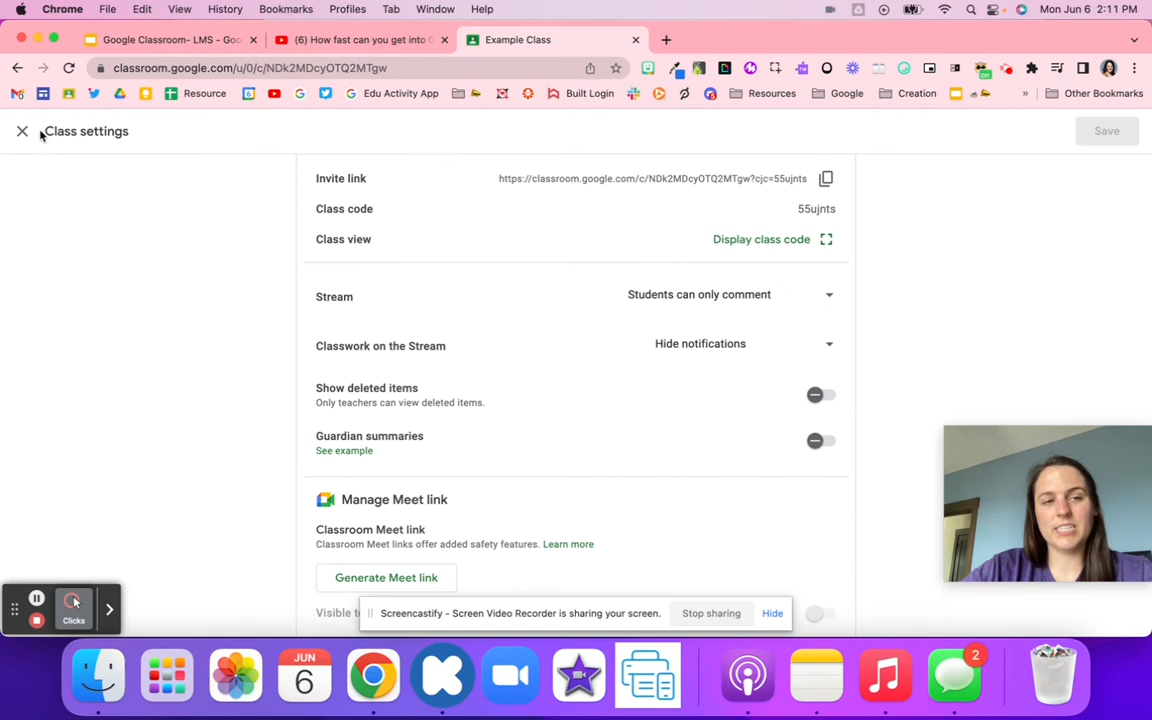 Chrome File Edit View History Bookmarks Profiles Tab Window Help Mon Jun 6 2:11 PM
Google Classroom- LMS - Goo (6) How fast can you get into G Example Class
classroom.google.com/u/0/c/NDk2MDcyOTQ2MTgw
Resource Edu Activity App Built Login Resources Google Creation » Other Bookmarks
Class settings Save
Invite link https://classroom.google.com/c/NDk2MDcyOTQ2MTgw?cjc=55ujnts
Class code 55ujnts
Class view Display class code
Stream Students can only comment
Classwork on the Stream Hide notifications
Show deleted items
Only teachers can view deleted items.
Guardian summaries
See example
Manage Meet link
Classroom Meet link
Classroom Meet links offer added safety features. Learn more
Generate Meet link
Visible
Screencastify - Screen Video Recorder is sharing your screen. Stop sharing Hide
Clicks
JUN
6
2